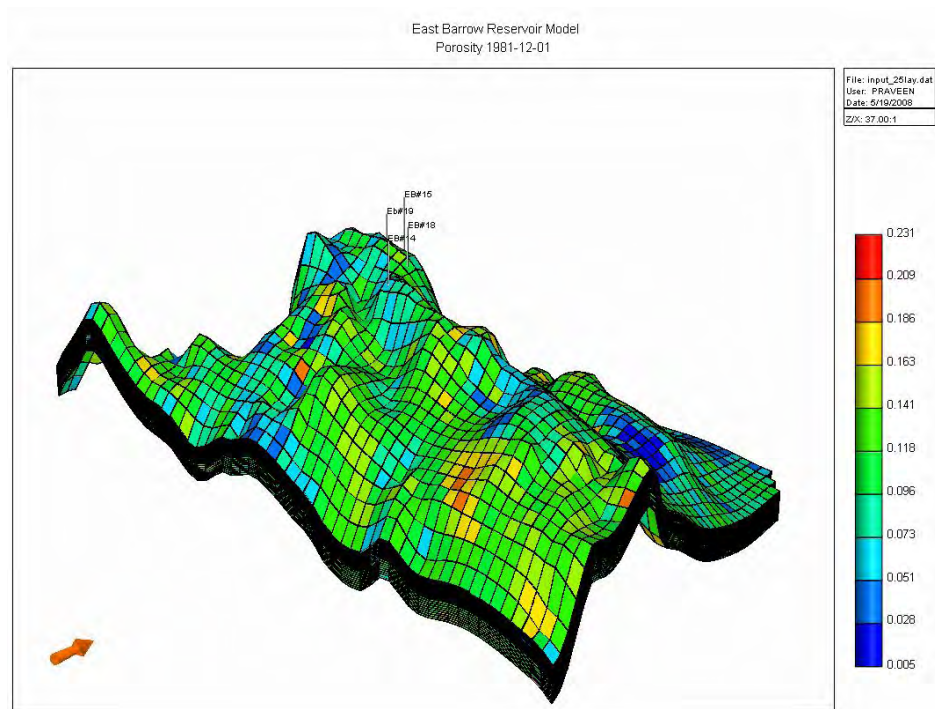 East Barrow Reservoir Model
Porosity 1981-12-01
File: input_25lay.dat
User: PRAVEEN
Date: 5/19/2008
Z/X: 37.00:1
EB#15
Eb#19
EB#18
EB#14
0.231
0.209
0.186
0.163
0.141
0.118
0.096
0.073
0.051
0.028
0.005